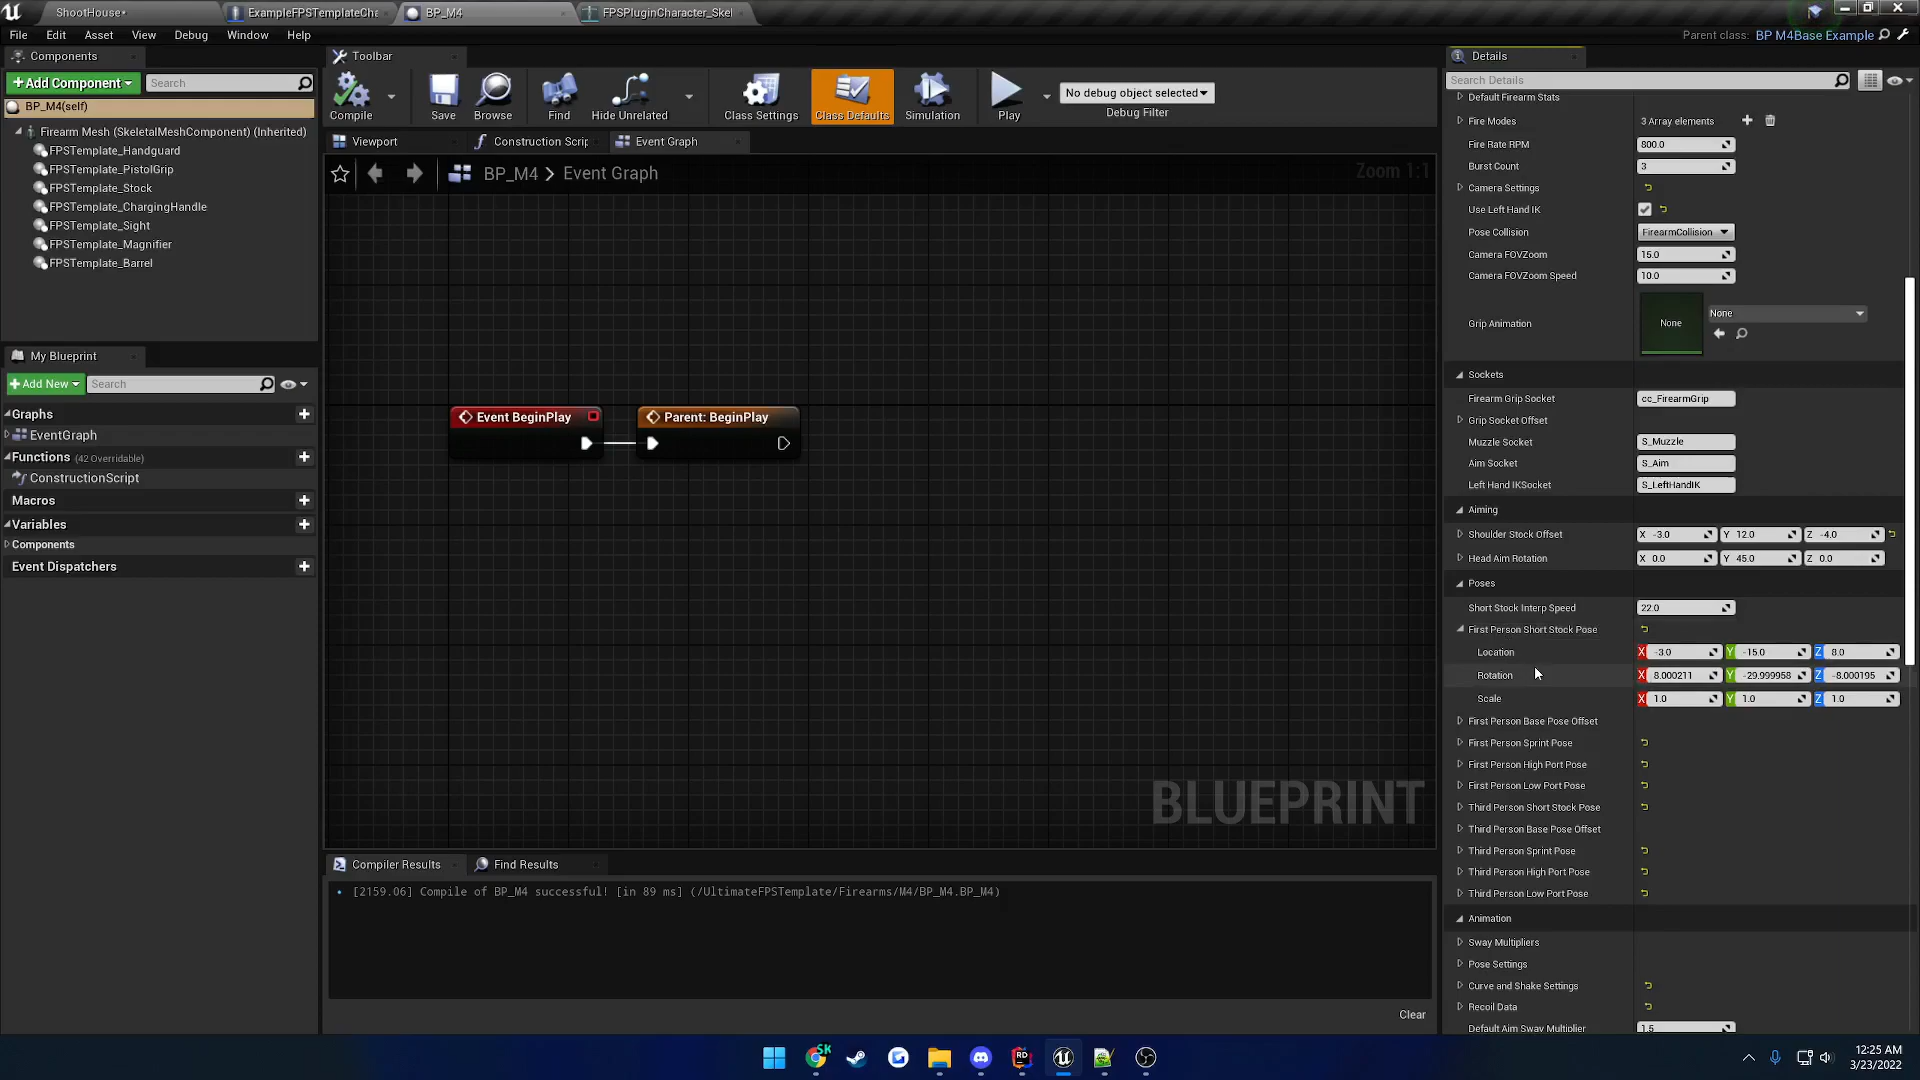 ShootHouse•
ExampleFPSTemplateCha
BP_M4
FPSPluginCharacter_Skel
File Edit Asset View Debug Window Help
Parent class: BP M4Base Example
Components
+Add Component
Search
BP_M4(self)
Firearm Mesh (SkeletalMeshComponent) (Inherited)
FPSTemplate_Handguard
FPSTemplate_PistolGrip
FPSTemplate_Stock
FPSTemplate_ChargingHandle
FPSTemplate_Sight
FPSTemplate_Magnifier
FPSTemplate_Barrel
My Blueprint
+Add New
Search
Graphs
EventGraph
Functions (42 Overridable)
ConstructionScript
Macros
Variables
Components
Event Dispatchers
Toolbar
Compile
Save
Browse
Find
Hide Unrelated
Class Settings
Class Defaults
Simulation
Play
No debug object selected
Debug Filter
Viewport
Construction Scrip
Event Graph
BP_M4 > Event Graph
Zoom 1:1
Event BeginPlay
Parent: BeginPlay
BLUEPRINT
Compiler Results
Find Results
[2159.06] Compile of BP_M4 successful! [in 89 ms] (/UltimateFPSTemplate/Firearms/M4/BP_M4.BP_M4)
Clear
Details
Search Details
Default Firearm Stats
Fire Modes 3 Array elements
Fire Rate RPM 800.0
Burst Count 3
Camera Settings
Use Left Hand IK
Pose Collision FirearmCollision
Camera FOVZoom 15.0
Camera FOVZoom Speed 10.0
Grip Animation None None
Sockets
Firearm Grip Socket cc_FirearmGrip
Grip Socket Offset
Muzzle Socket S_Muzzle
Aim Socket S_Aim
Left Hand IKSocket S_LeftHandIK
Aiming
Shoulder Stock Offset X -3.0 Y 12.0 Z -4.0
Head Aim Rotation X 0.0 Y 45.0 Z 0.0
Poses
Short Stock Interp Speed 22.0
First Person Short Stock Pose
Location X -3.0 Y -15.0 Z 8.0
Rotation X 8.000211 Y -29.999958 Z -8.000195
Scale X 1.0 Y 1.0 Z 1.0
First Person Base Pose Offset
First Person Sprint Pose
First Person High Port Pose
First Person Low Port Pose
Third Person Short Stock Pose
Third Person Base Pose Offset
Third Person Sprint Pose
Third Person High Port Pose
Third Person Low Port Pose
Animation
Sway Multipliers
Pose Settings
Curve and Shake Settings
Recoil Data
Default Aim Sway Multiplier 1.5
SK
RD
12:25 AM
3/23/2022